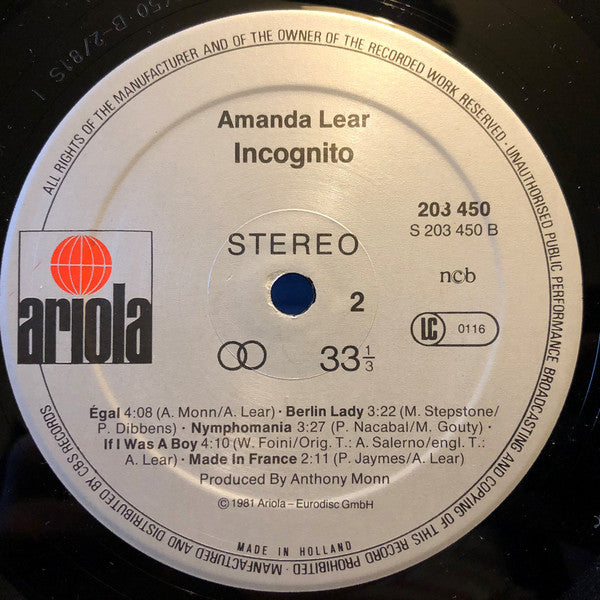 ALL RIGHTS OF THE MANUFACTURER AND OF THE OWNER OF THE RECORDED WORK RESERVED · UNAUTHORISED PUBLIC PERFORMANCE BROADCASTING AND COPYING OF THIS RECORD PROHIBITED · MANUFACTURED AND DISTRIBUTED BY CBS RECORDS
Amanda Lear
Incognito
203 450
S 203 450 B
STEREO
ncb
2
LC 0116
ariola
33 1/3
Égal 4:08 (A. Monn/A. Lear) · Berlin Lady 3:22 (M. Stepstone/
P. Dibbens) · Nymphomania 3:27 (P. Nacabal/M. Gouty) ·
If I Was A Boy 4:10 (W. Foini/Orig. T.: A. Salerno/engl. T.:
A. Lear) · Made in France 2:11 (P. Jaymes/A. Lear)
Produced By Anthony Monn
℗ 1981 Ariola – Eurodisc GmbH
MADE IN HOLLAND